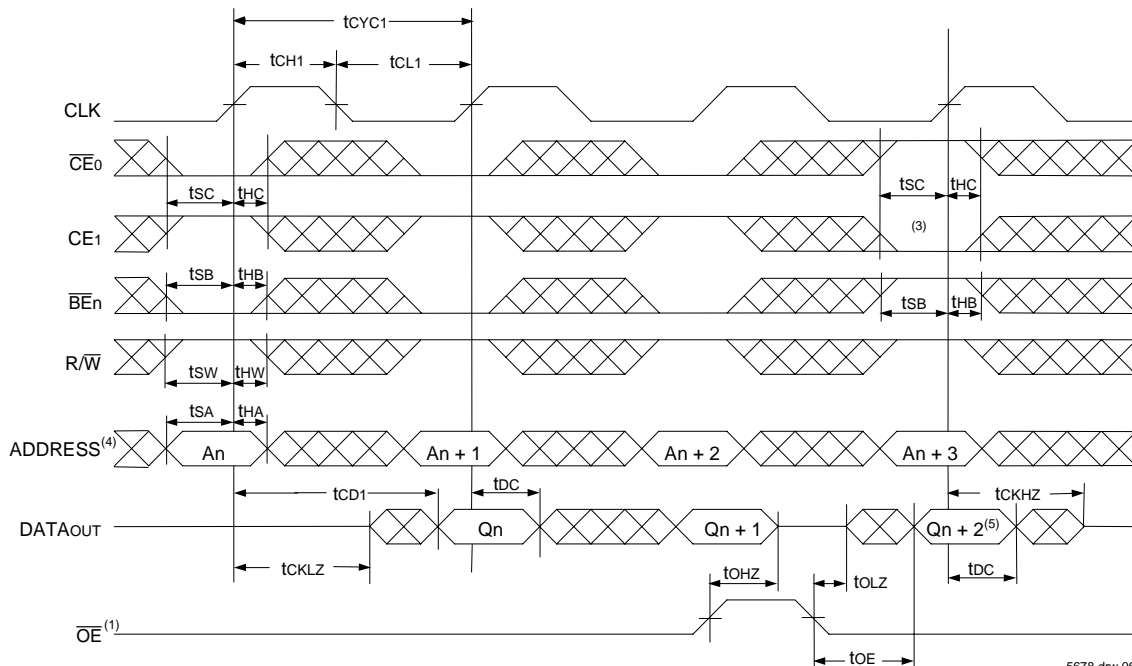 tCYC1
tCH1 tCL1
CLK
CE0
tSC tHC tSC tHC
CE1 (3)
tSB tHB
BEn
tSB tHB
R/W
tSW tHW
tSA tHA
ADDRESS(4) An An + 1 An + 2 An + 3
tCD1 tDC tCKHZ
DATAOUT Qn Qn + 1 Qn + 2(5)
tCKLZ tOHZ tOLZ tDC
OE(1)
tOE